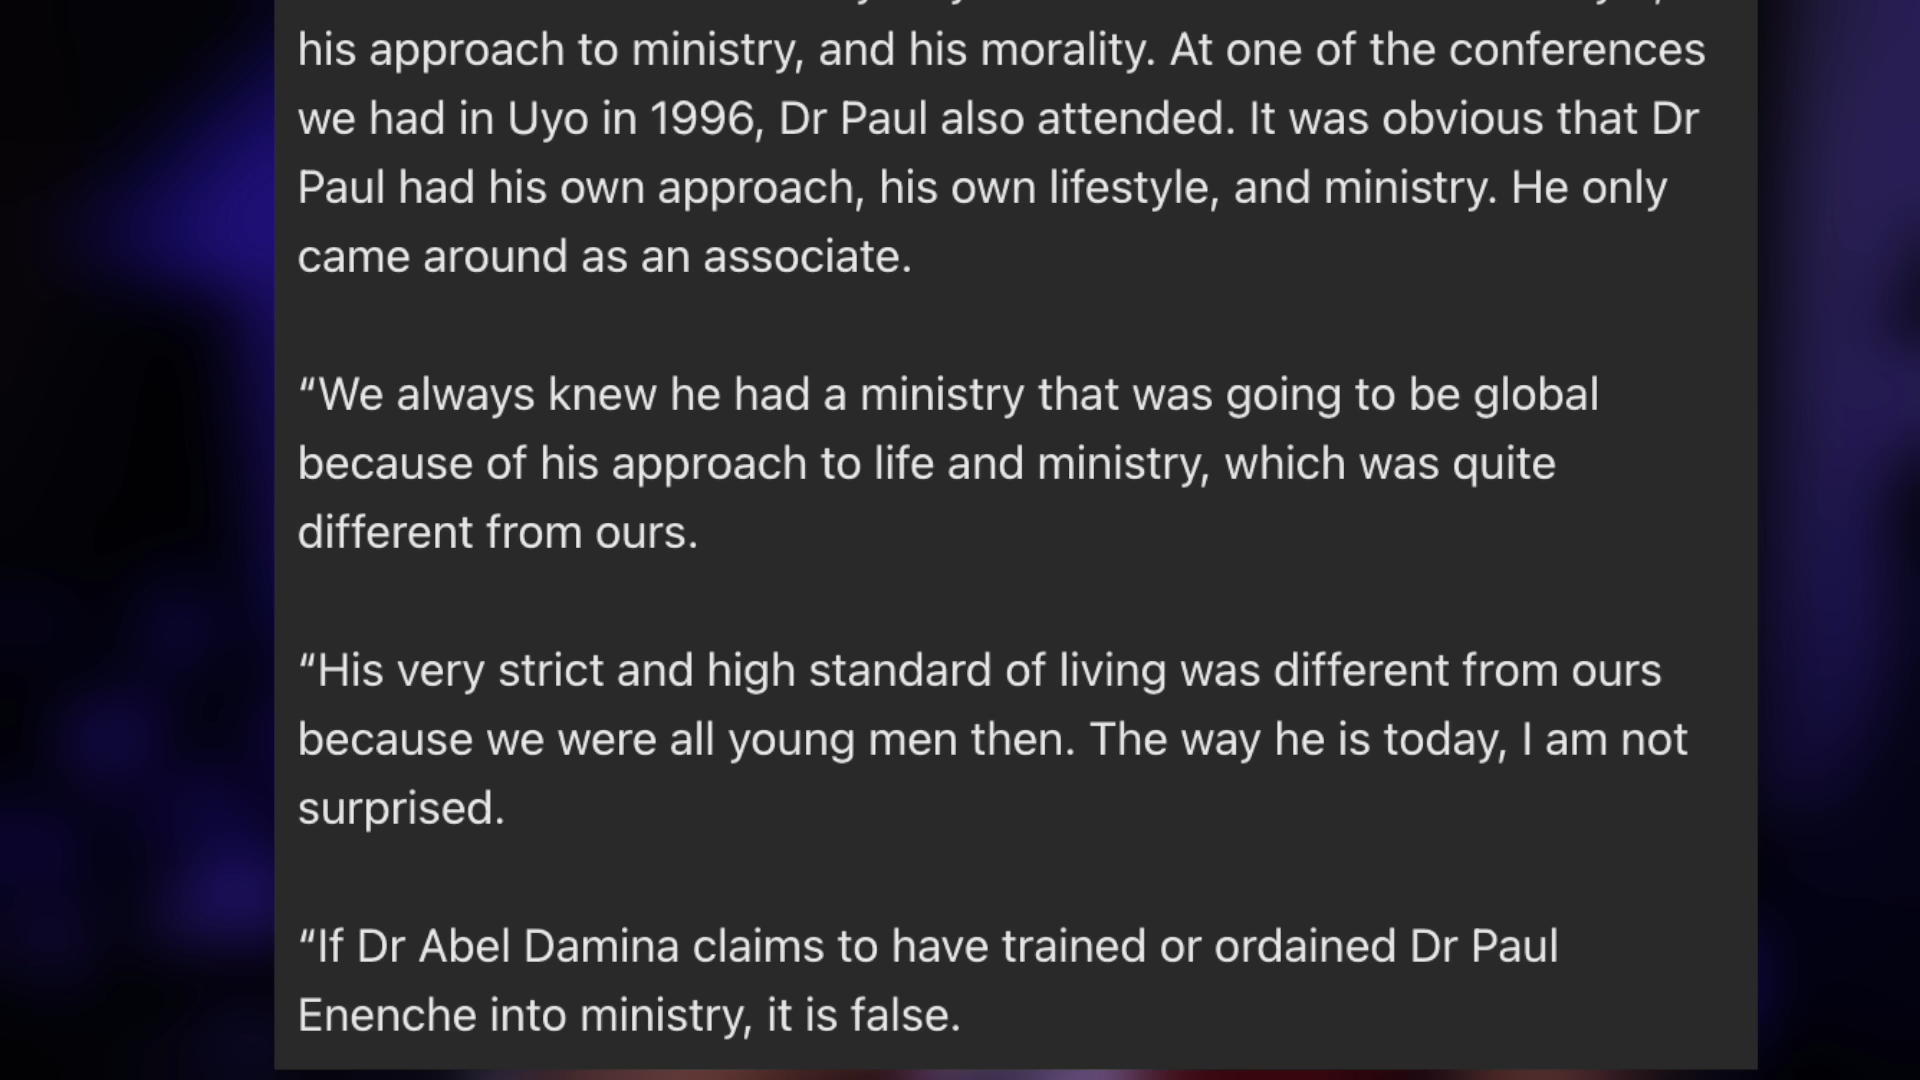 his approach to ministry, and his morality. At one of the conferences
we had in Uyo in 1996, Dr Paul also attended. It was obvious that Dr
Paul had his own approach, his own lifestyle, and ministry. He only
came around as an associate.
“We always knew he had a ministry that was going to be global
because of his approach to life and ministry, which was quite
different from ours.
“His very strict and high standard of living was different from ours
because we were all young men then. The way he is today, I am not
surprised.
“If Dr Abel Damina claims to have trained or ordained Dr Paul
Enenche into ministry, it is false.